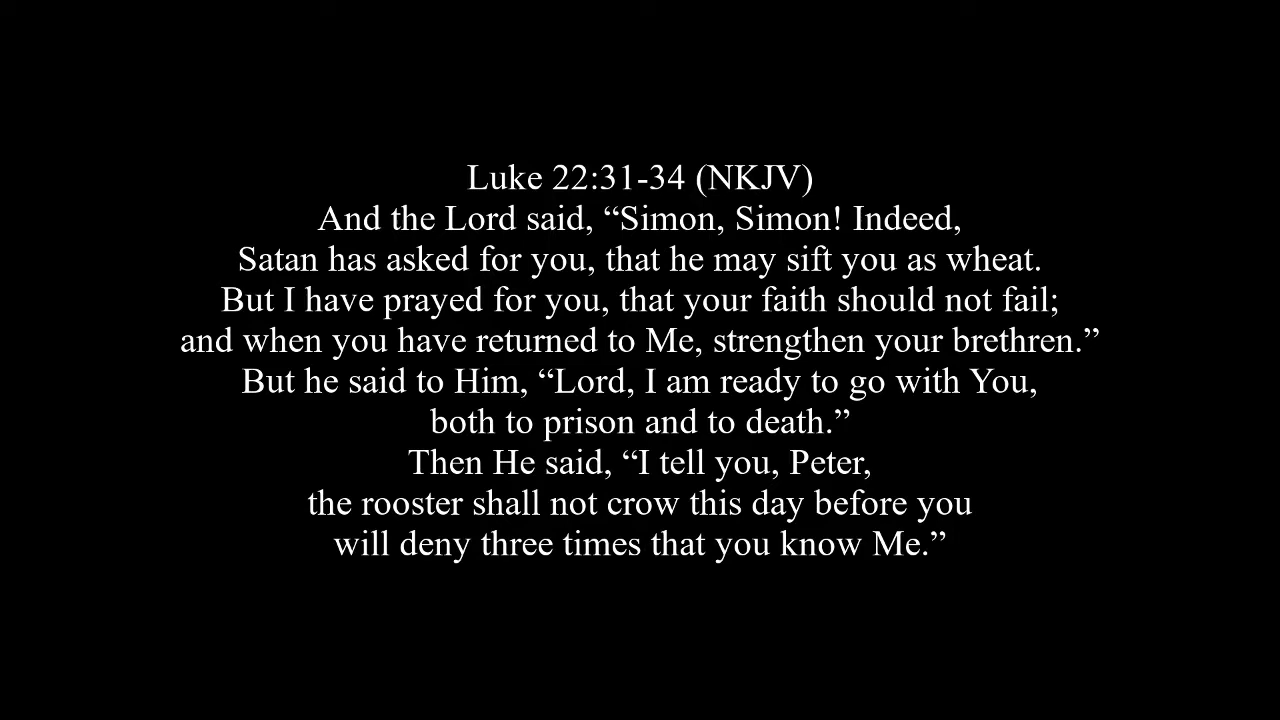 Luke 22:31-34 (NKJV)
And the Lord said, “Simon, Simon! Indeed,
Satan has asked for you, that he may sift you as wheat.
But I have prayed for you, that your faith should not fail;
and when you have returned to Me, strengthen your brethren.”
But he said to Him, “Lord, I am ready to go with You,
both to prison and to death.”
Then He said, “I tell you, Peter,
the rooster shall not crow this day before you
will deny three times that you know Me.”